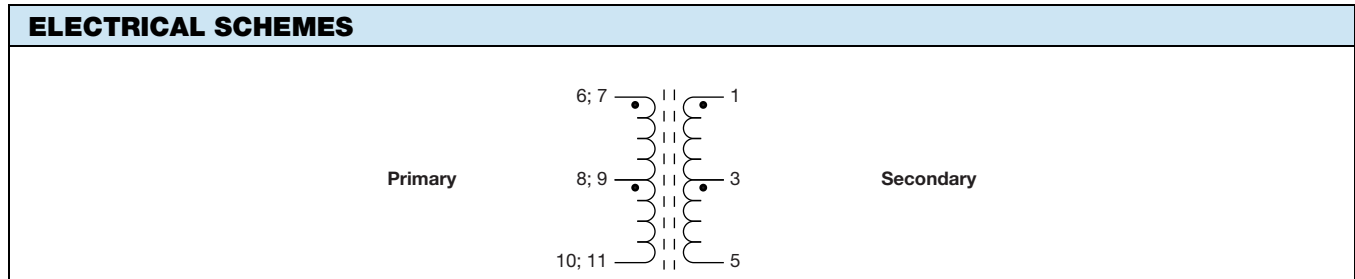 ELECTRICAL SCHEMES
6; 7
1
Primary
8; 9
3
Secondary
10; 11
5